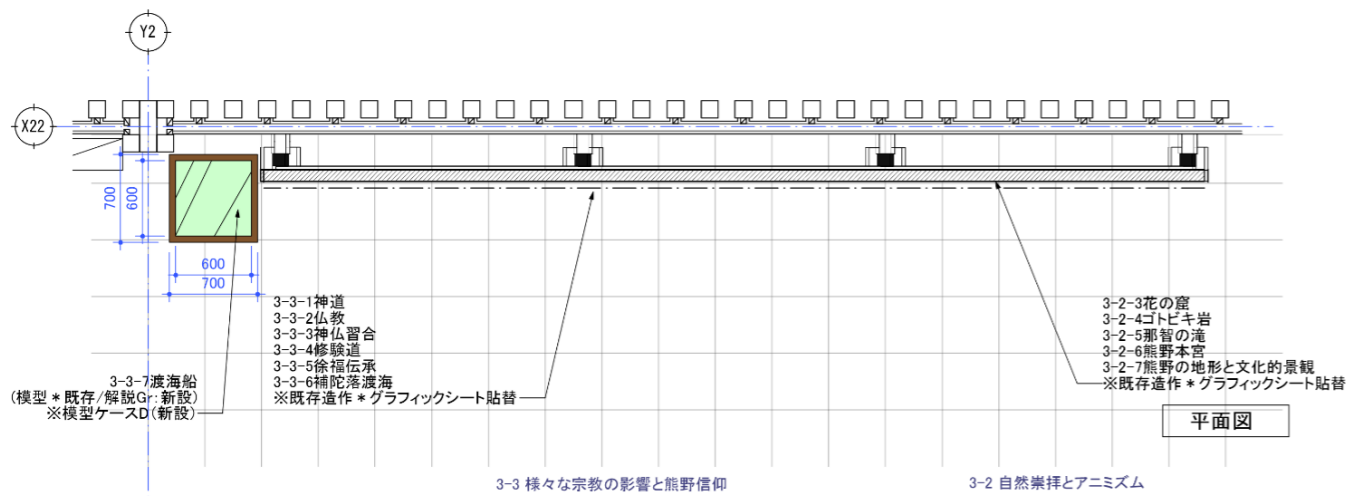 Y2
X22
700
600
600
700
3-3-1神道
3-3-2仏教
3-3-3神仏習合
3-3-4修験道
3-3-5徐福伝承
3-3-6補陀落渡海
※既存造作*グラフィックシート貼替
3-3-7渡海船
(模型*既存/解説Gr:新設)
※模型ケースD(新設)
3-2-3花の窟
3-2-4ゴトビキ岩
3-2-5那智の滝
3-2-6熊野本宮
3-2-7熊野の地形と文化的景観
※既存造作*グラフィックシート貼替
平面図
3-3 様々な宗教の影響と熊野信仰
3-2 自然崇拝とアニミズム